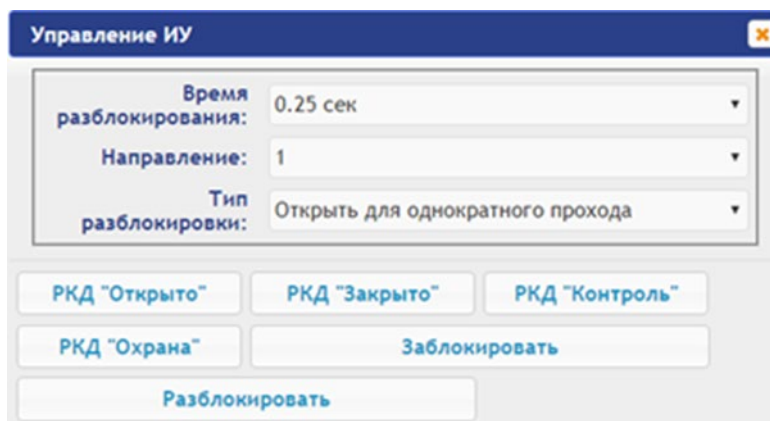 Управление ИУ
Время
разблокирования:
0.25 сек
Направление:
1
Тип
разблокировки:
Открыть для однократного прохода
РКД "Открыто"
РКД "Закрыто"
РКД "Контроль"
РКД "Охрана"
Заблокировать
Разблокировать